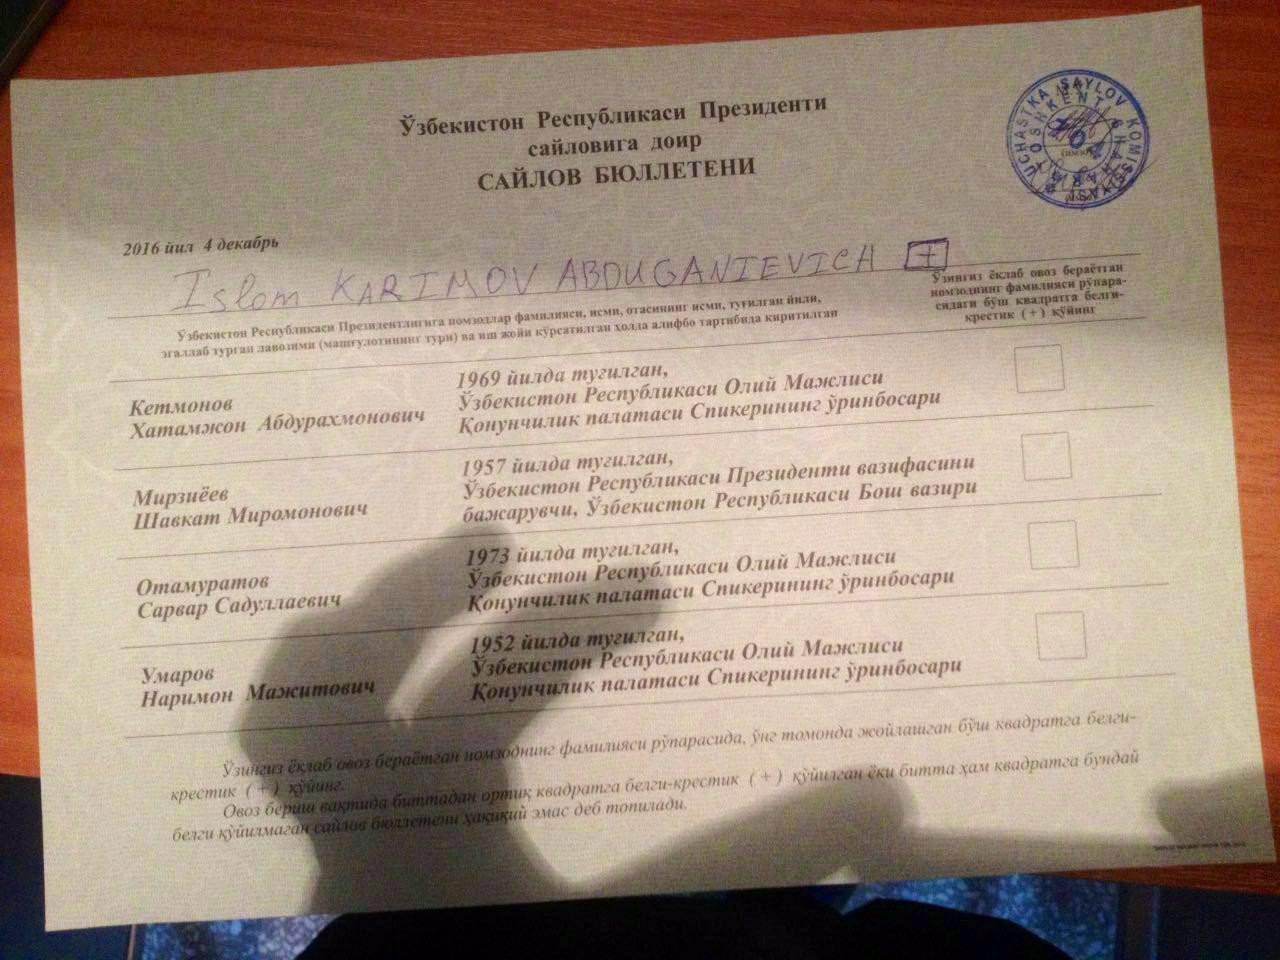 Ўзбекистон Республикаси Президенти
сайловига доир
САЙЛОВ БЮЛЛЕТЕНИ
UCHASTKA SAYLOV KOMISSIYASI
TOSHKENT SHAHAR
2016 йил 4 декабрь
Islom KARIMOV ABDUGANIEVICH +
Ўзбекистон Республикаси Президентлигига номзодлар фамилияси, исми, отасининг исми, туғилган йили,
эгаллаб турган лавозими (машғулотининг тури) ва иш жойи кўрсатилган холда алифбо тартибида киритилган
Ўзингиз ёқлаб овоз бераётган
номзоднинг фамилияси рўпара-
сидаги бўш квадратга белги-
крестик (+) қўйинг
Кетмонов
Хатамжон Абдурахмонович
1969 йилда туғилган,
Ўзбекистон Республикаси Олий Мажлиси
Қонунчилик палатаси Спикерининг ўринбосари
Мирзиёев
Шавкат Миромонович
1957 йилда туғилган,
Ўзбекистон Республикаси Президенти вазифасини
бажарувчи, Ўзбекистон Республикаси Бош вазири
Отамуратов
Сарвар Садуллаевич
1973 йилда туғилган,
Ўзбекистон Республикаси Олий Мажлиси
Қонунчилик палатаси Спикерининг ўринбосари
Умаров
Наримон Мажитович
1952 йилда туғилган,
Ўзбекистон Республикаси Олий Мажлиси
Қонунчилик палатаси Спикерининг ўринбосари
Ўзингиз ёқлаб овоз бераётган номзоднинг фамилияси рўпарасида, ўнг томонда жойлашган бўш квадратга белги-
крестик (+) қўйинг.
Овоз бериш вақтида биттадан ортиқ квадратга белги-крестик (+) қўйилган ёки битта ҳам квадратга бундай
белги қўйилмаган сайлов бюллетени ҳақиқий эмас деб топилади.